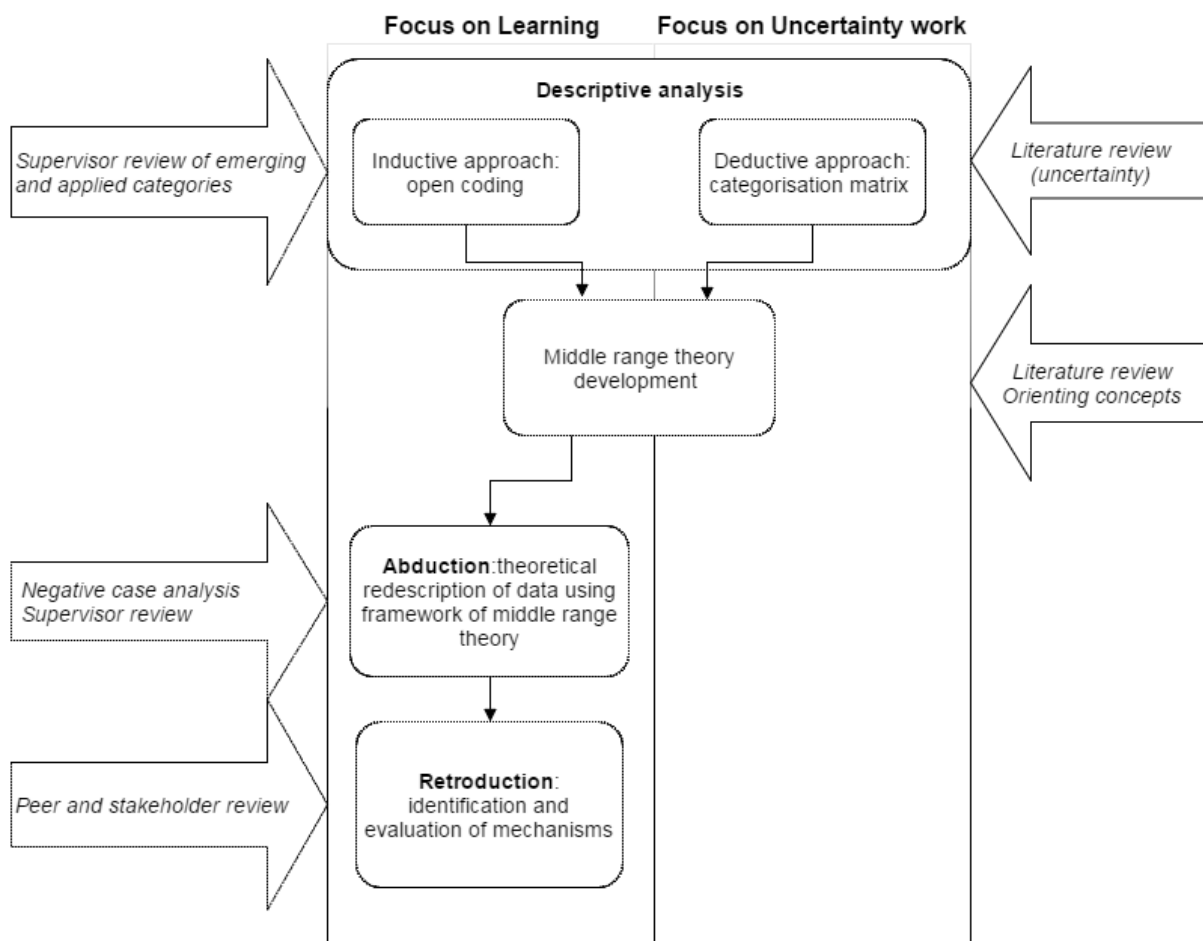 Focus on Learning
Focus on Uncertainty work
Descriptive analysis
Supervisor review of emerging
and applied categories
Inductive approach:
open coding
Deductive approach:
categorisation matrix
Literature review
(uncertainty)
Middle range theory
development
Literature review
Orienting concepts
Negative case analysis
Supervisor review
Abduction:theoretical
redescription of data using
framework of middle range
theory
Peer and stakeholder review
Retroduction:
identification and
evaluation of mechanisms